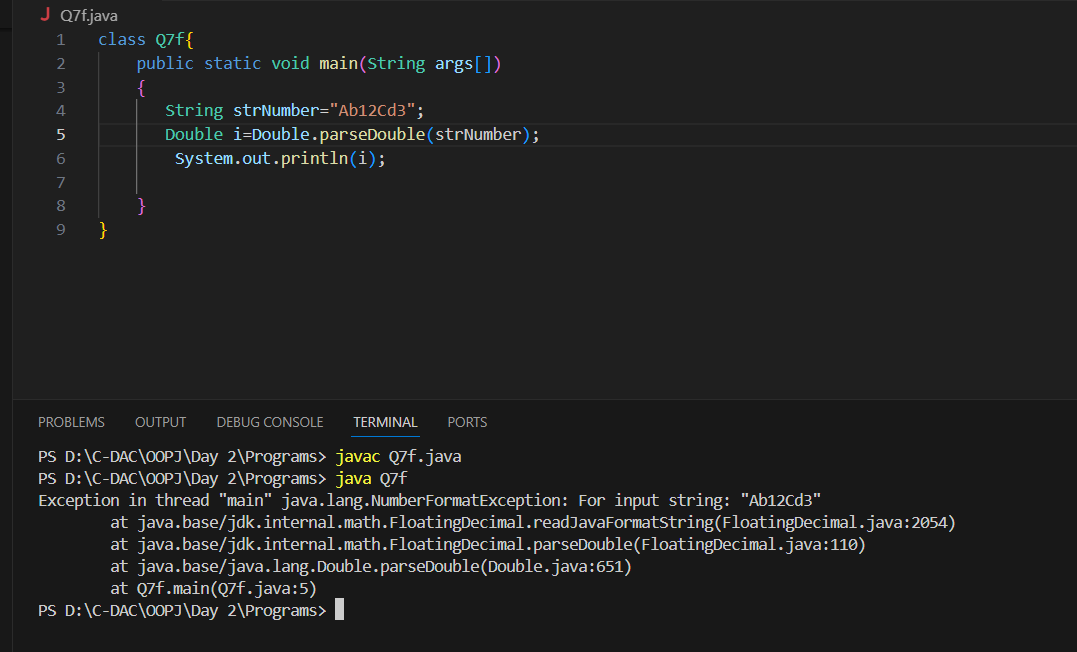 J Q7f.java
1 class Q7f{
2 public static void main(String args[])
3 {
4 String strNumber="Ab12Cd3";
5 Double i=Double.parseDouble(strNumber);
6 System.out.println(i);
7
8 }
9 }
PROBLEMS OUTPUT DEBUG CONSOLE TERMINAL PORTS
PS D:\C-DAC\OOPJ\Day 2\Programs> javac Q7f.java
PS D:\C-DAC\OOPJ\Day 2\Programs> java Q7f
Exception in thread "main" java.lang.NumberFormatException: For input string: "Ab12Cd3"
at java.base/jdk.internal.math.FloatingDecimal.readJavaFormatString(FloatingDecimal.java:2054)
at java.base/jdk.internal.math.FloatingDecimal.parseDouble(FloatingDecimal.java:110)
at java.base/java.lang.Double.parseDouble(Double.java:651)
at Q7f.main(Q7f.java:5)
PS D:\C-DAC\OOPJ\Day 2\Programs>